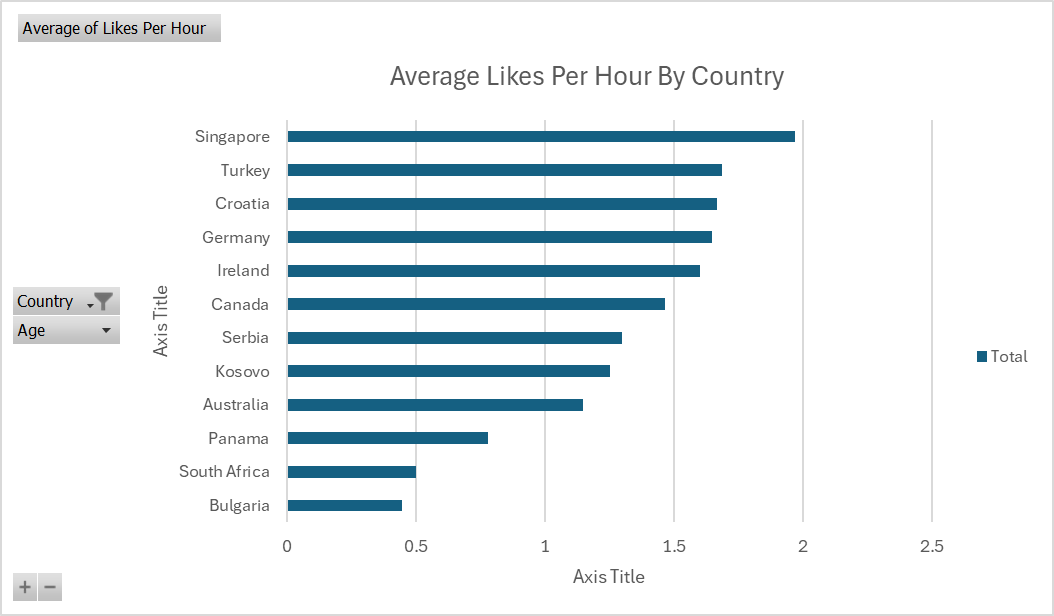 Average of Likes Per Hour
Average Likes Per Hour By Country
Singapore
Turkey
Croatia
Germany
Ireland
Canada
Serbia
Kosovo
Australia
Panama
South Africa
Bulgaria
Country
Age
Axis Title
Total
0 0.5 1 1.5 2 2.5
Axis Title